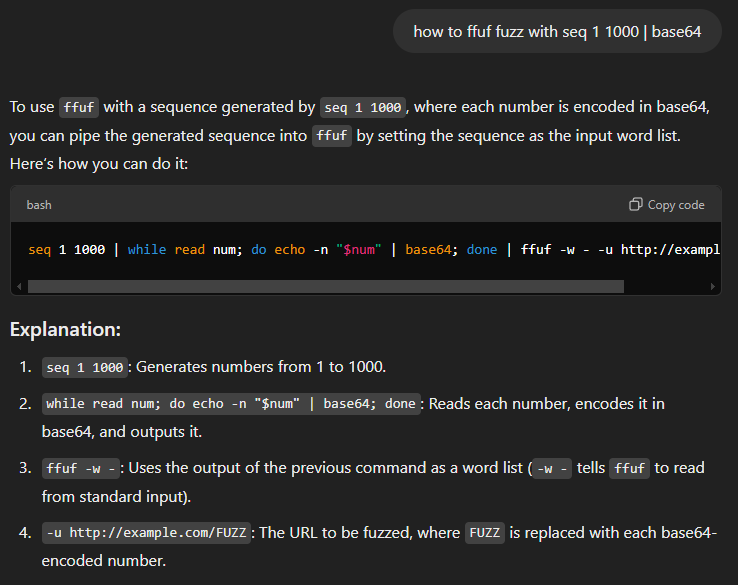 how to ffuf fuzz with seq 1 1000 | base64
To use ffuf with a sequence generated by seq 1 1000, where each number is encoded in base64,
you can pipe the generated sequence into ffuf by setting the sequence as the input word list.
Here's how you can do it:
bash
Copy code
seq 1 1000 | while read num; do echo -n "$num" | base64; done | ffuf -w - -u http://exampl
Explanation:
1. seq 1 1000: Generates numbers from 1 to 1000.
2. while read num; do echo -n "$num" | base64; done: Reads each number, encodes it in
base64, and outputs it.
3. ffuf -w -: Uses the output of the previous command as a word list (-w - tells ffuf to read
from standard input).
4. -u http://example.com/FUZZ: The URL to be fuzzed, where FUZZ is replaced with each base64-
encoded number.